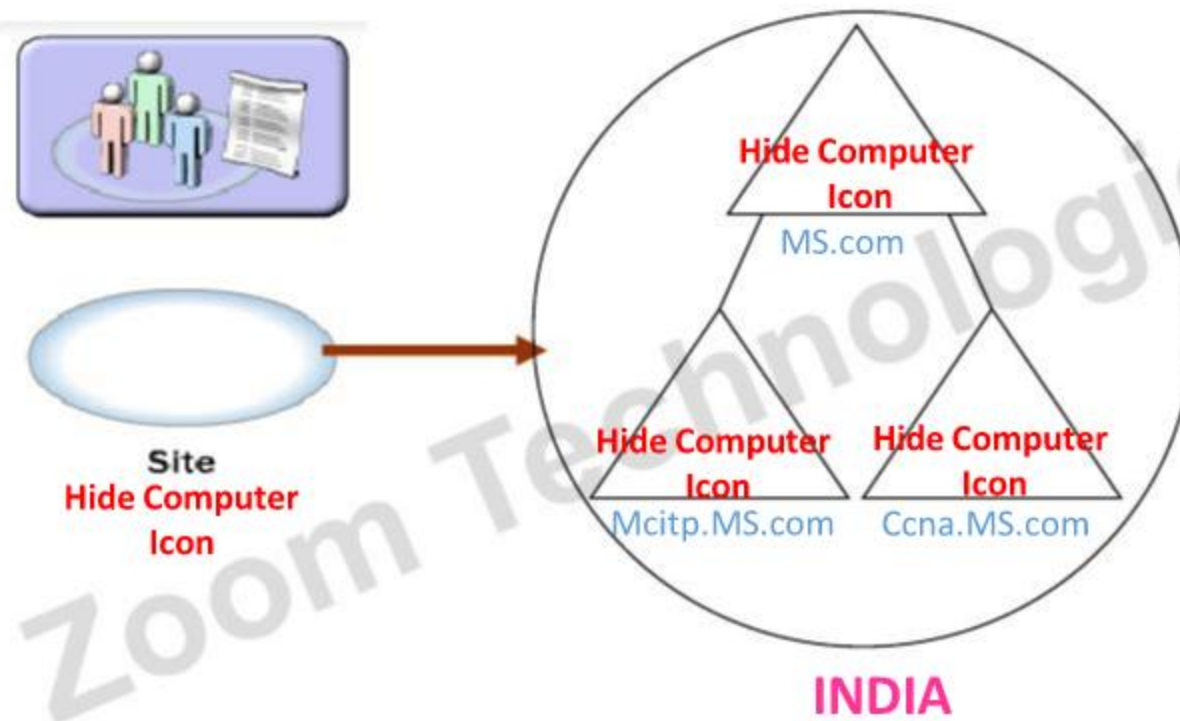 Hide Computer
Icon
MS.com
Hide Computer
Icon
Mcitp.MS.com
Hide Computer
Icon
Ccna.MS.com
Site
Hide Computer
Icon
INDIA
Zoom Technologi